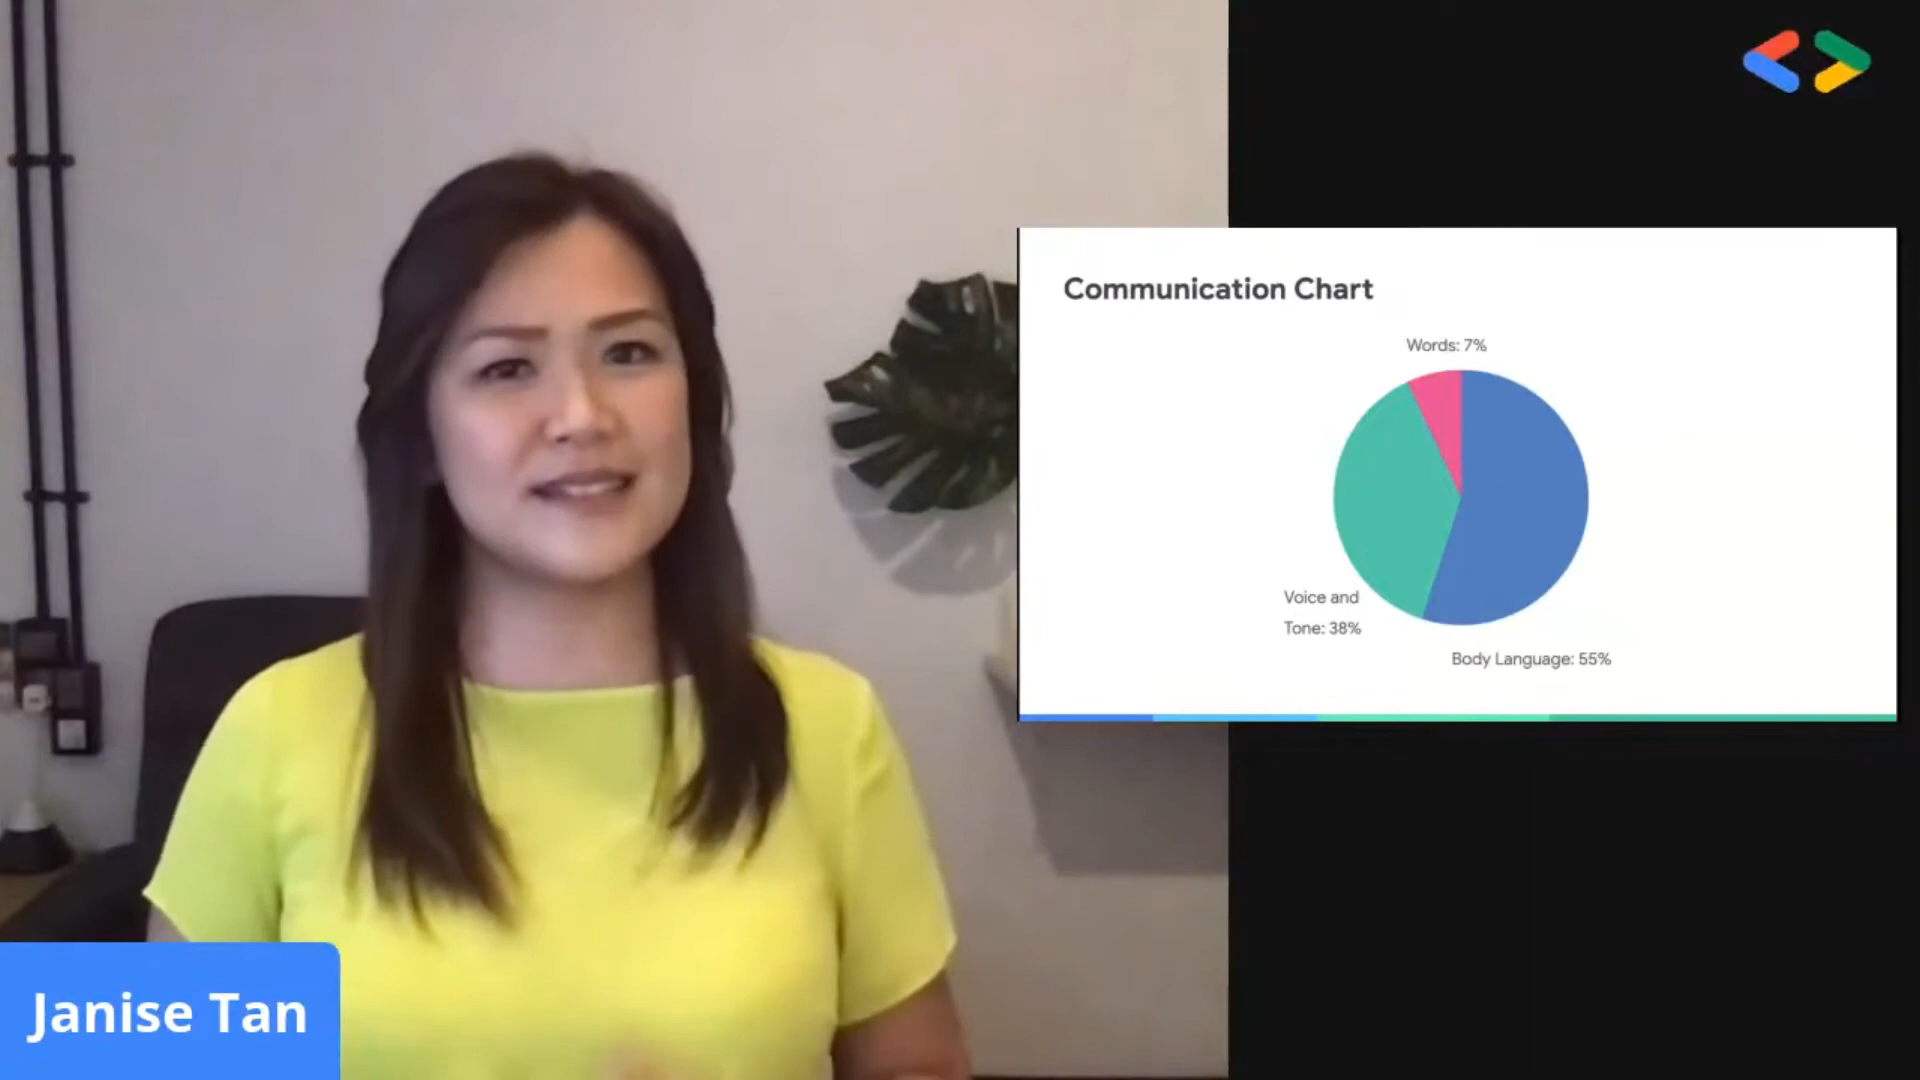 Communication Chart
Words: 7%
Voice and
Tone: 38%
Body Language: 55%
Janise Tan